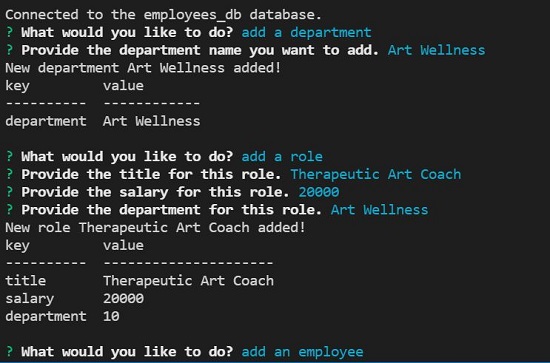 Connected to the employees_db database.
? What would you like to do? add a department
? Provide the department name you want to add. Art Wellness
New department Art Wellness added!
key         value
----------  ------------
department  Art Wellness
? What would you like to do? add a role
? Provide the title for this role. Therapeutic Art Coach
? Provide the salary for this role. 20000
? Provide the department for this role. Art Wellness
New role Therapeutic Art Coach added!
key         value
----------  ---------------------
title       Therapeutic Art Coach
salary      20000
department  10
? What would you like to do? add an employee